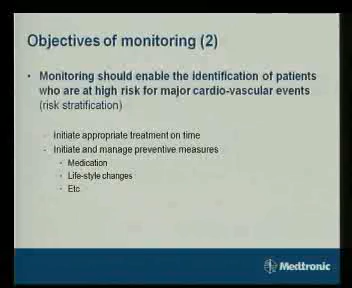 Objectives of monitoring (2)
• Monitoring should enable the identification of patients
who are at high risk for major cardio-vascular events
(risk stratification)
- Initiate appropriate treatment on time
- Initiate and manage preventive measures
• Medication
• Life-style changes
• Etc
Medtronic